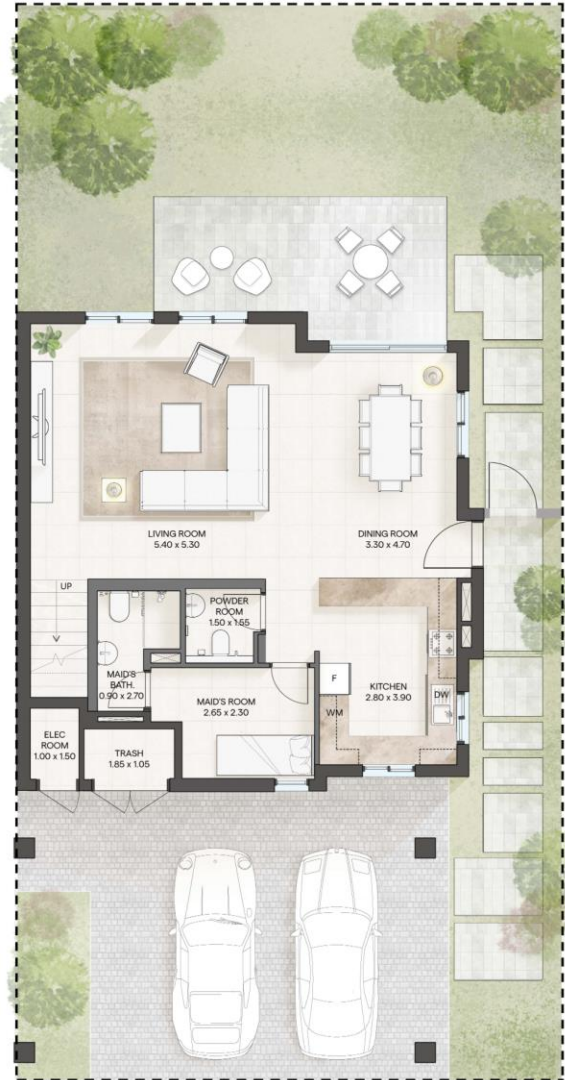 LIVING ROOM
5.40 x 5.30
DINING ROOM
3.30 x 4.70
UP
POWDER
ROOM
1.50 x 1.55
MAID'S
BATH.
0.90 x 2.70
MAID'S ROOM
2.65 x 2.30
F
KITCHEN
2.80 x 3.90
DW
WM
ELEC
ROOM
1.00 x 1.50
TRASH
1.85 x 1.05